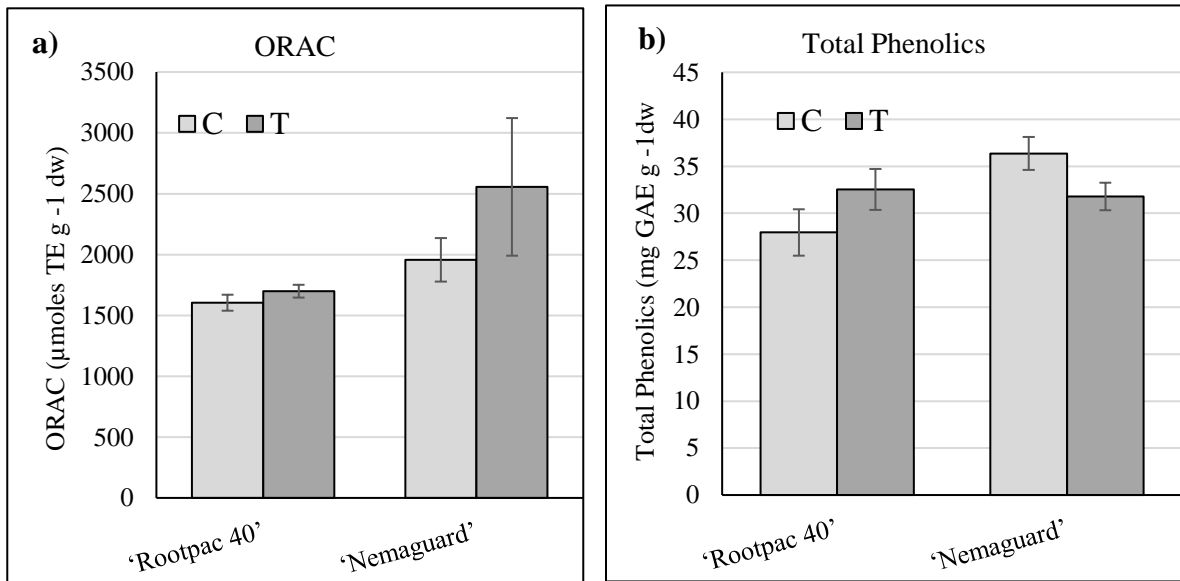 a)
ORAC
3500
3000
2500
2000
1500
1000
500
0
ORAC (µmoles TE g -1 dw)
C T
‘Rootpac 40’
‘Nemaguard’
b)
Total Phenolics
45
40
35
30
25
20
15
10
5
0
Total Phenolics (mg GAE g -1dw
C T
‘Rootpac 40’
‘Nemaguard’